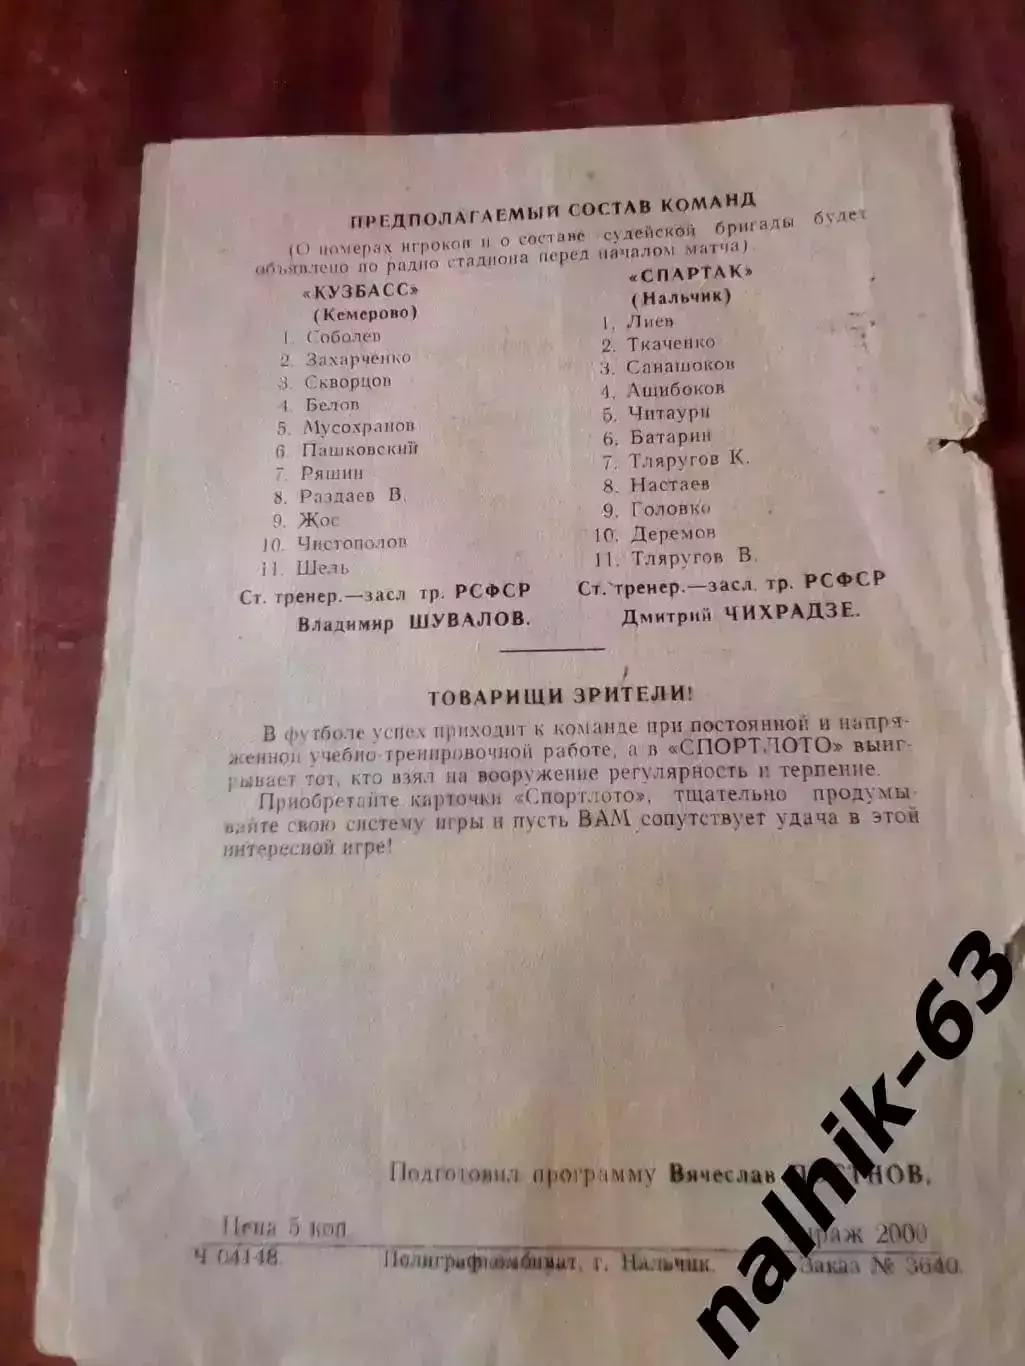 ПРЕДПОЛАГАЕМЫЙ СОСТАВ КОМАНД
(О номерах игроков и о составе судейской бригады будет
объявлено по радио стадиона перед началом матча)
«КУЗБАСС»
(Кемерово)
1. Соболев
2. Захарченко
3. Скворцов
4. Белов
5. Мусохранов
6. Пашковский
7. Ряшин
8. Раздаев В.
9. Жос
10. Чистополов
11. Шель
Ст. тренер.—засл тр. РСФСР
Владимир ШУВАЛОВ.
«СПАРТАК»
(Нальчик)
1. Лиев
2. Ткаченко
3. Санашоков
4. Ашибоков
5. Читаури
6. Батарин
7. Тляругов К.
8. Настаев
9. Головко
10. Деремов
11. Тляругов В.
Ст. тренер.—засл. тр. РСФСР
Дмитрий ЧИХРАДЗЕ.
ТОВАРИЩИ ЗРИТЕЛИ!
В футболе успех приходит к команде при постоянной и напря-
женной учебно-тренировочной работе, а в «СПОРТЛОТО» выиг-
рывает тот, кто взял на вооружение регулярность и терпение.
Приобретайте карточки «Спортлото», тщательно продумы-
вайте свою систему игры и пусть ВАМ сопутствует удача в этой
интересной игре!
Подготовил программу Вячеслав
Цена 5 коп. 2000
Ч 04148. Полиграфкомбинат, г. Нальчик. Заказ № 3640.
nalhik-63